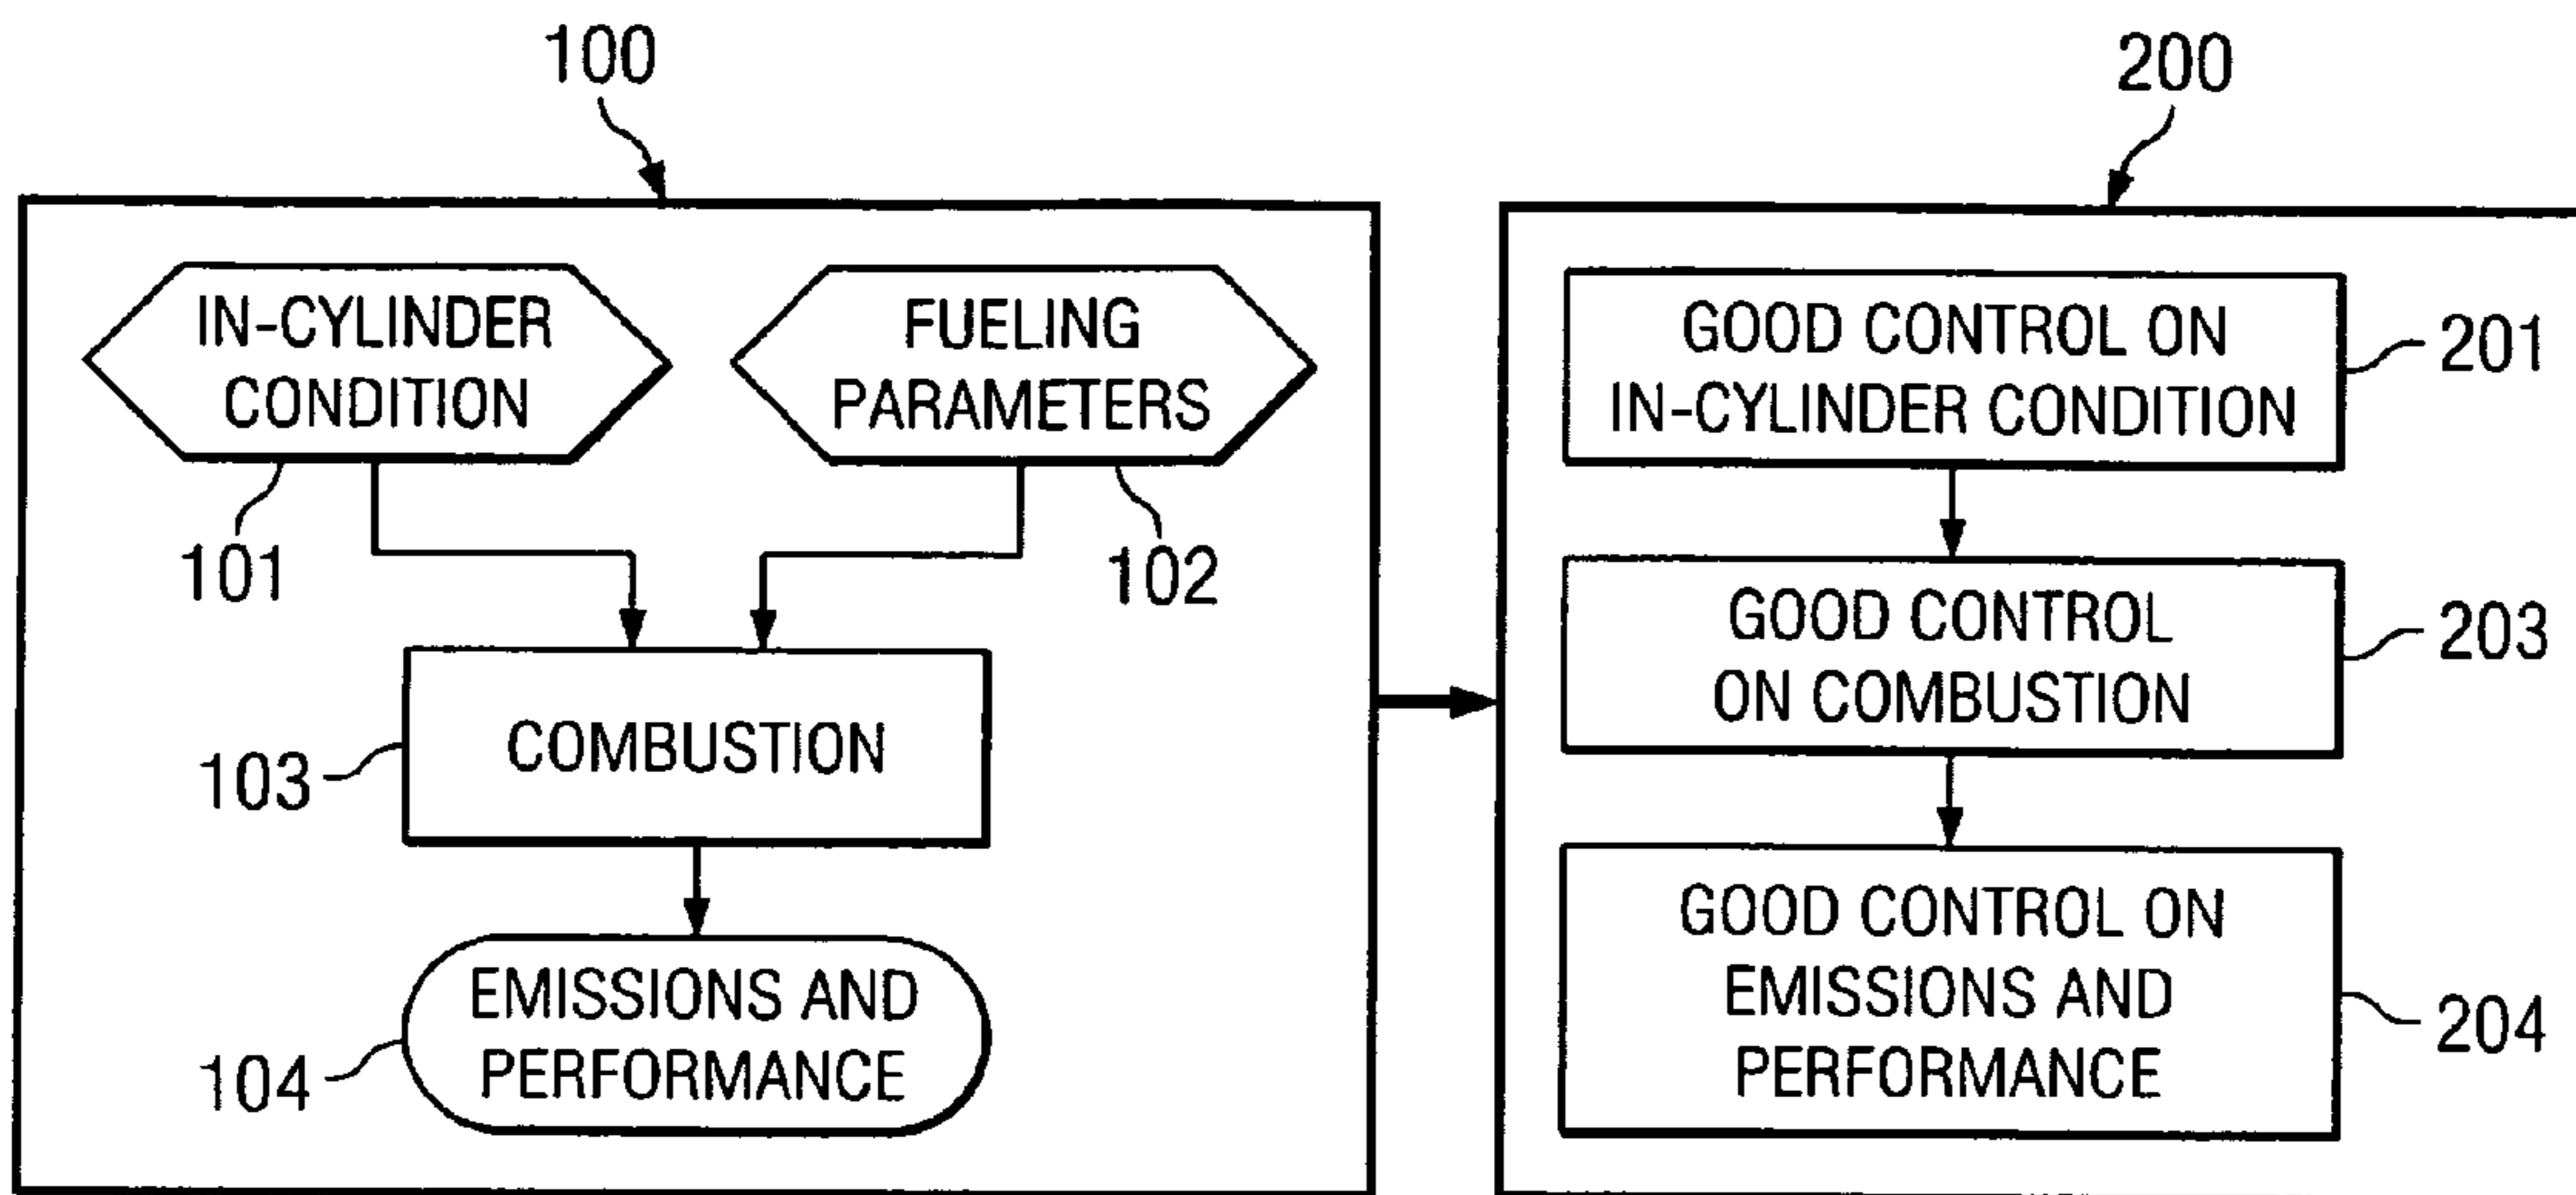 100
200
IN-CYLINDER
CONDITION
FUELING
PARAMETERS
101
102
COMBUSTION
103
EMISSIONS AND
PERFORMANCE
104
GOOD CONTROL ON
IN-CYLINDER CONDITION
201
GOOD CONTROL
ON COMBUSTION
203
GOOD CONTROL ON
EMISSIONS AND
PERFORMANCE
204